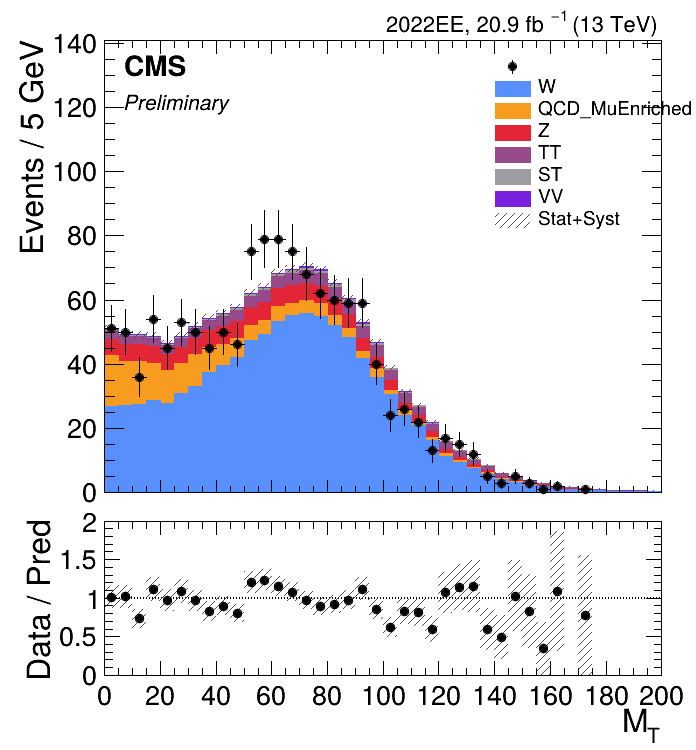 2022EE, 20.9 fb⁻¹ (13 TeV)
CMS
Preliminary
W
QCD_MuEnriched
Z
TT
ST
VV
Stat+Syst
Events / 5 GeV
140
120
100
80
60
40
20
0
Data / Pred
2
1.5
1
0.5
0
0 20 40 60 80 100 120 140 160 180 200
M_T